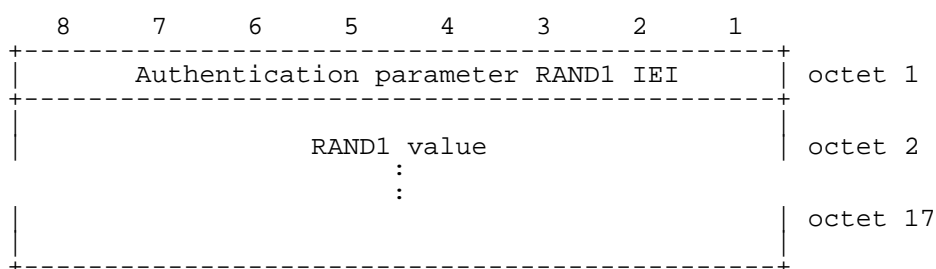 8 7 6 5 4 3 2 1
Authentication parameter RAND1 IEI octet 1
RAND1 value octet 2
:
:
octet 17